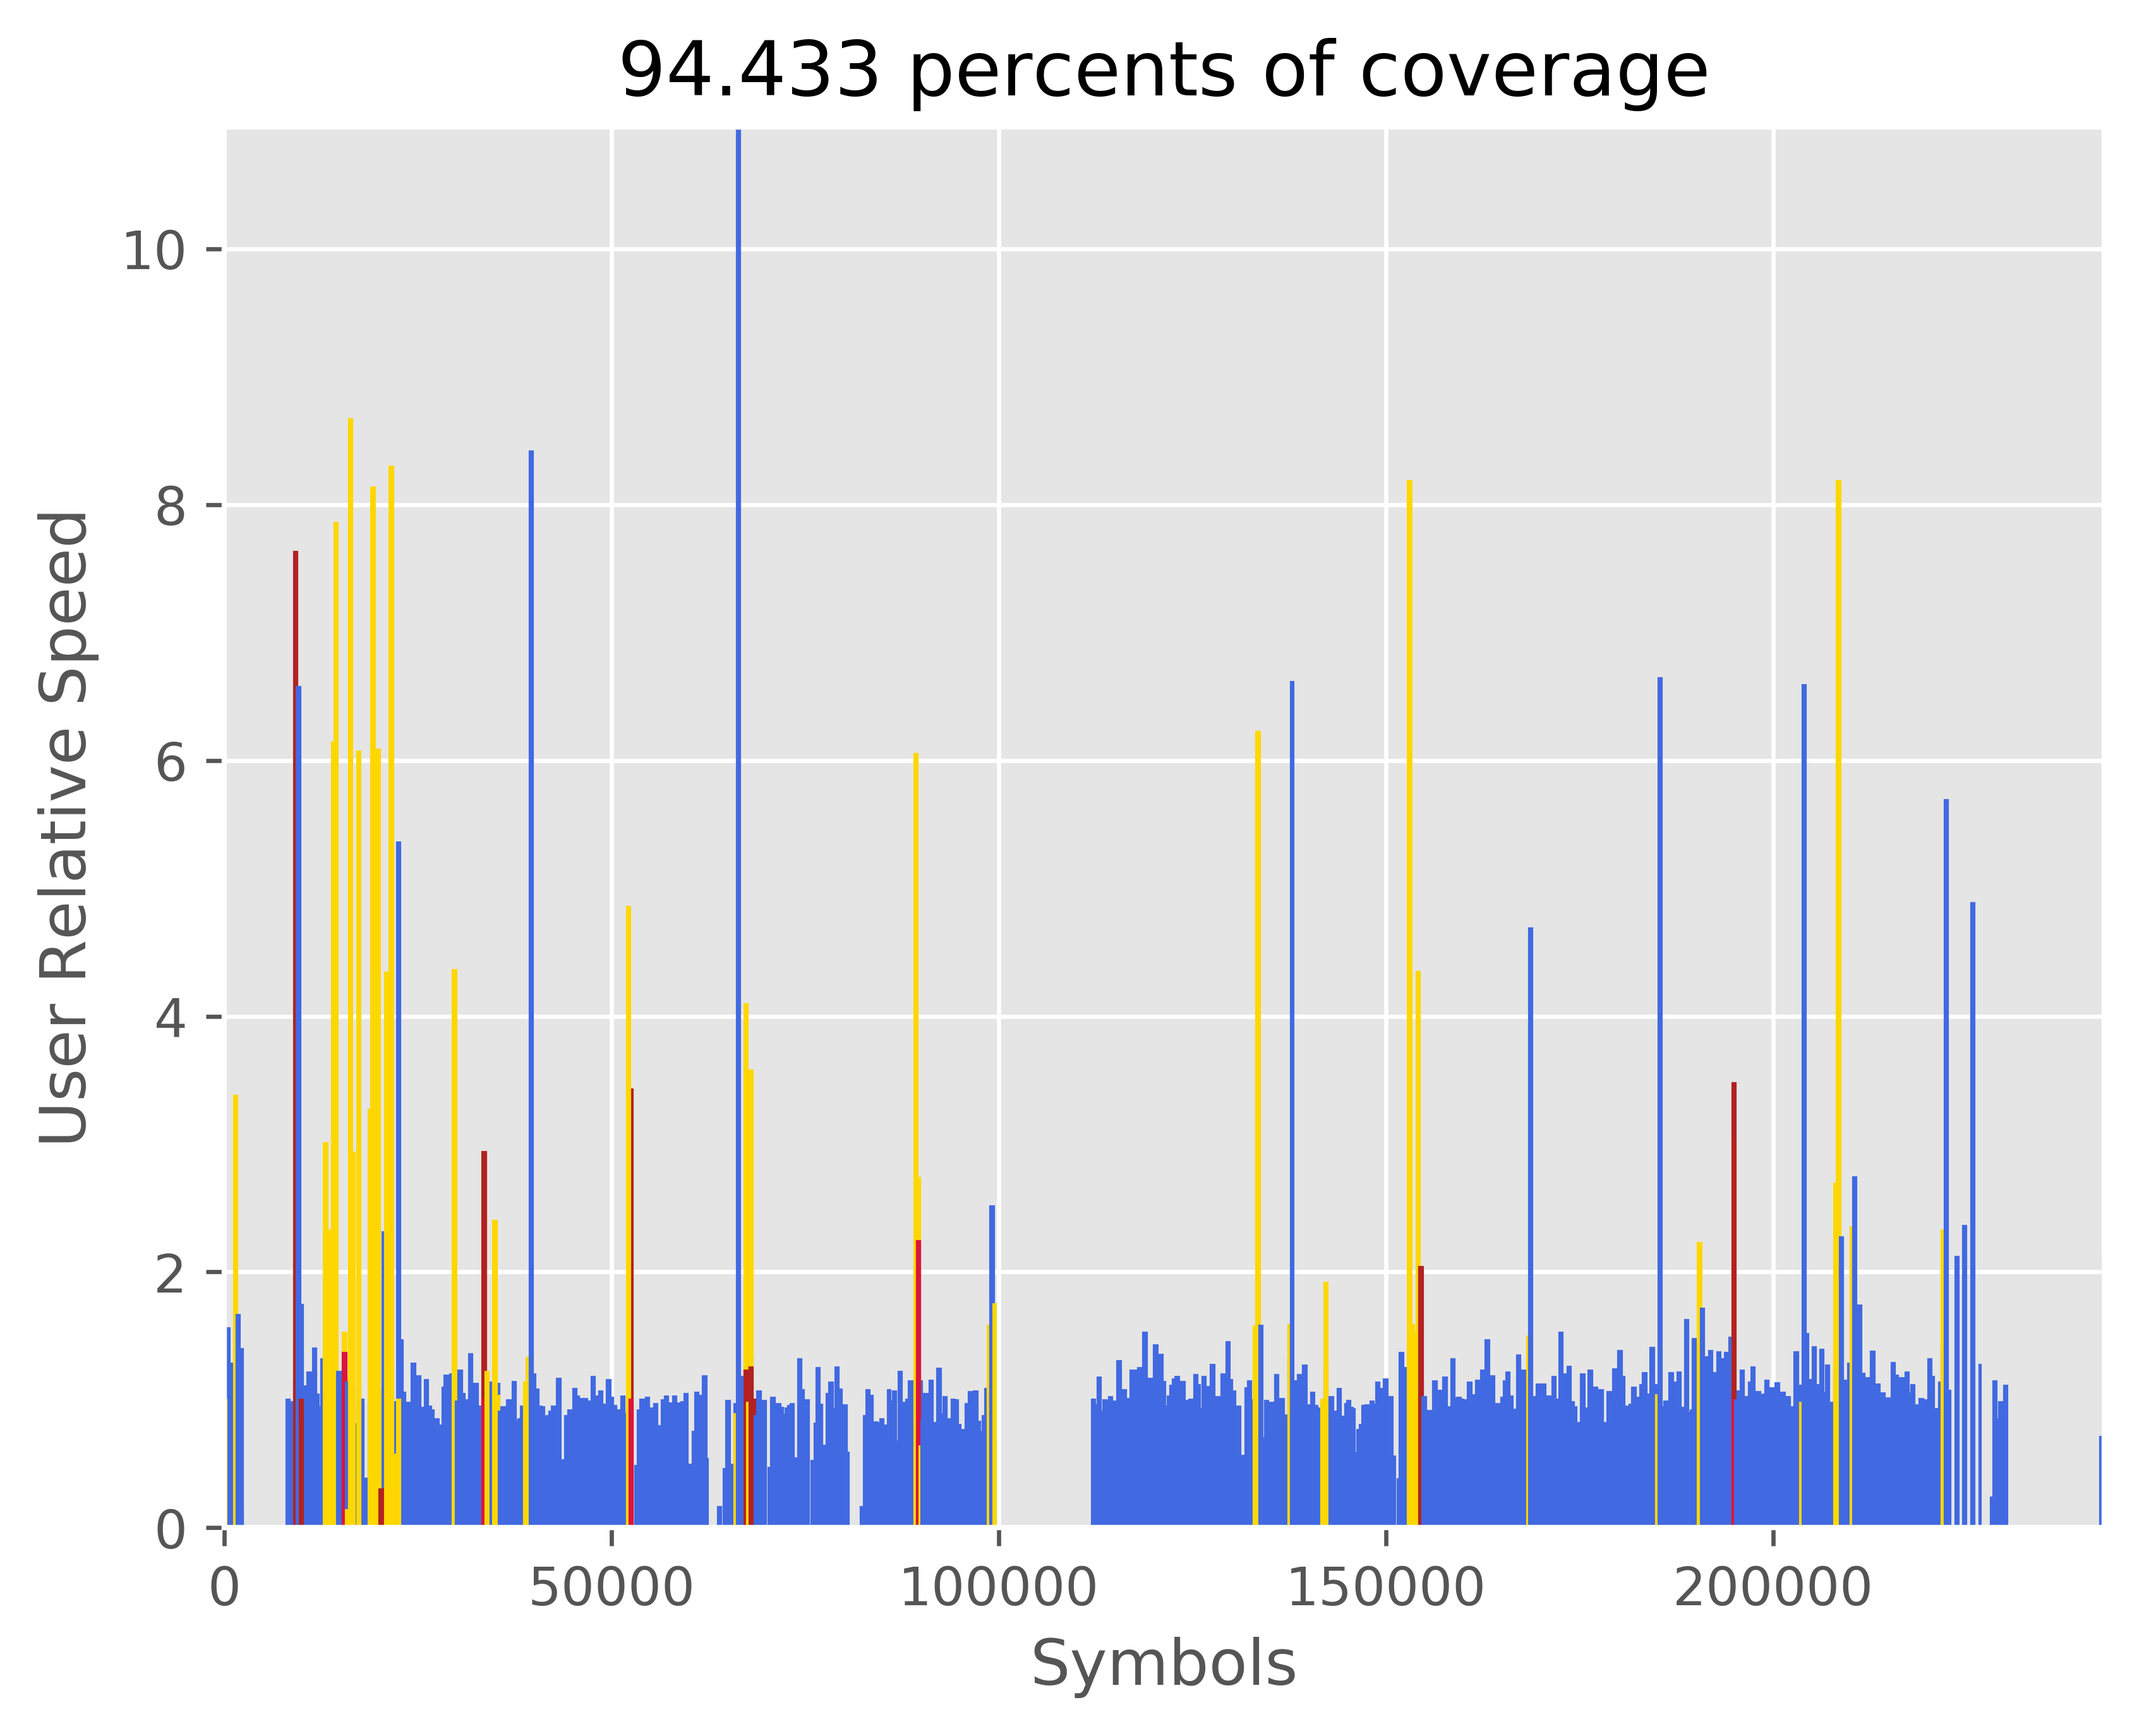 94.433 percents of coverage
10
8
6
4
2
0
User Relative Speed
0 50000 100000 150000 200000
Symbols